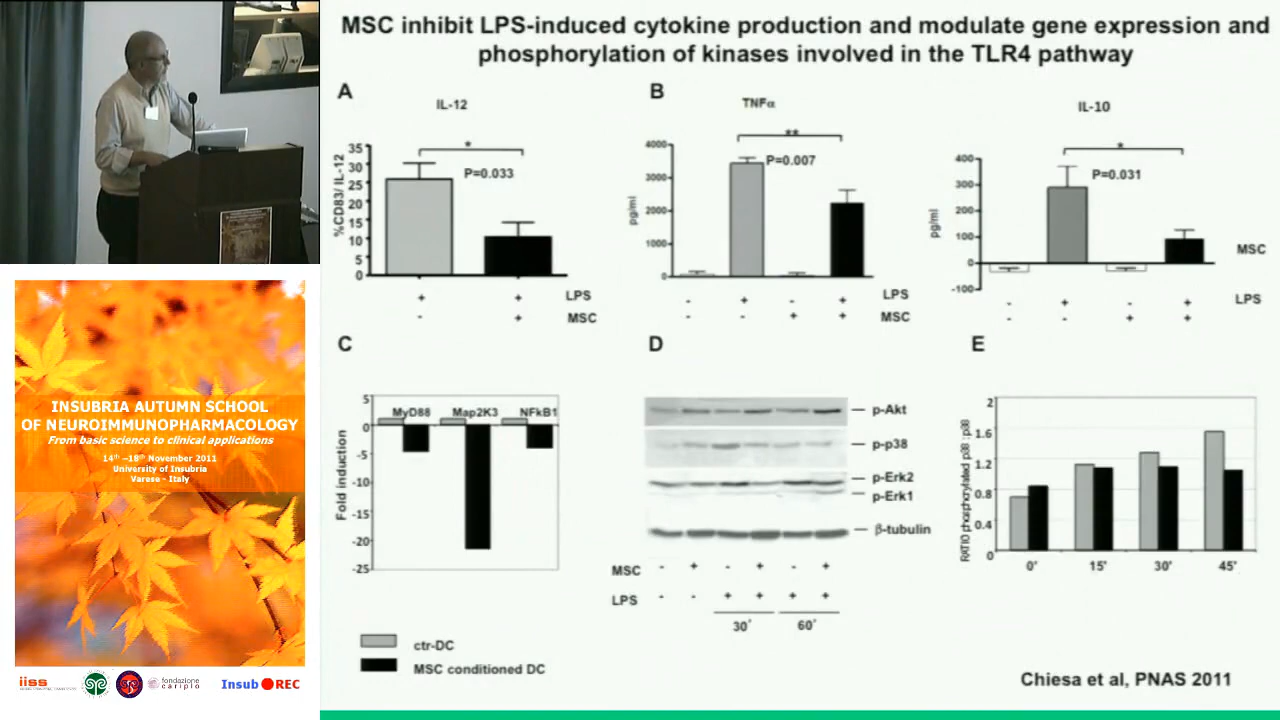 MSC inhibit LPS-induced cytokine production and modulate gene expression and
phosphorylation of kinases involved in the TLR4 pathway
A
IL-12
%CD83/ IL-12
35
30
25
20
15
10
5
0
*
P=0.033
+ + LPS
- + MSC
B
TNFα
pg/ml
4000
3000
2000
1000
0
**
P=0.007
- + - + LPS
- - + + MSC
IL-10
pg/ml
400
300
200
100
0
-100
*
P=0.031
MSC
- + - + LPS
- - + +
C
Fold induction
5
0
-5
-10
-15
-20
-25
MyD88 Map2K3 NFkB1
ctr-DC
MSC conditioned DC
D
p-Akt
p-p38
p-Erk2
p-Erk1
β-tubulin
MSC - + - + - +
LPS - - + + + +
30' 60'
E
RATIO phosphorylated p38 : p38
2
1.6
1.2
0.8
0.4
0
0' 15' 30' 45'
Chiesa et al, PNAS 2011
INSUBRIA AUTUMN SCHOOL
OF NEUROIMMUNOPHARMACOLOGY
From basic science to clinical applications
14th –18th November 2011
University of Insubria
Varese - Italy
iiss
fondazione
cariplo
Insub REC